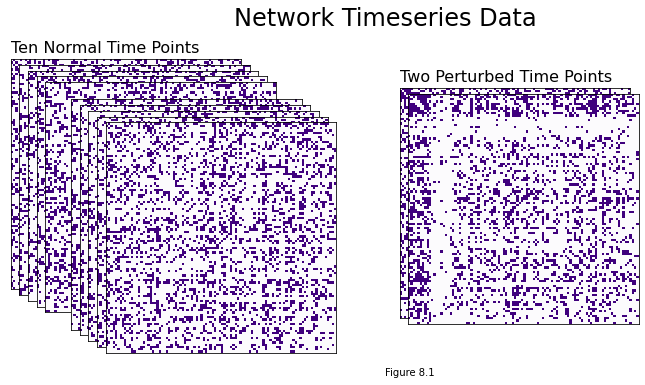 Network Timeseries Data
Ten Normal Time Points
Two Perturbed Time Points
Figure 8.1